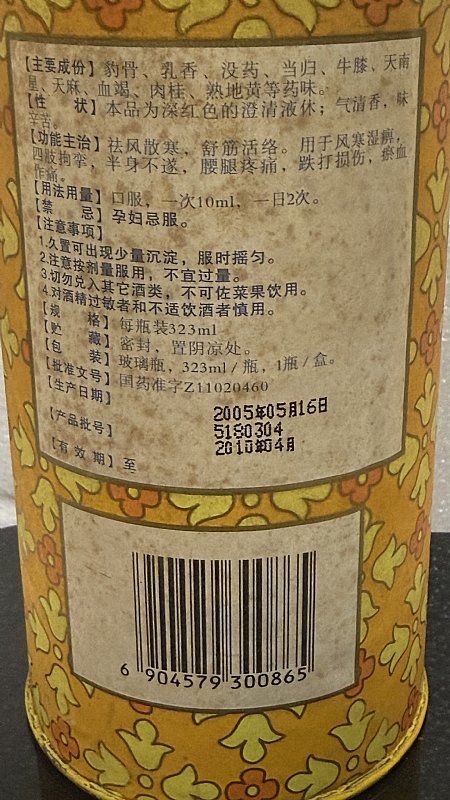 【主要成份】豹骨、乳香、没药、当归、牛膝、天南
星、天麻、血竭、肉桂、熟地黄等药味。
【性　　状】本品为深红色的澄清液休；气清香，味
辛苦。
【功能主治】祛风散寒，舒筋活络。用于风寒湿痹，
四肢拘挛，半身不遂，腰腿疼痛，跌打损伤，瘀血
作痛。
【用法用量】口服，一次10ml，一日2次。
【禁　　忌】孕妇忌服。
【注意事项】
1.久置可出现少量沉淀，服时摇匀。
2.注意按剂量服用，不宜过量。
3.切勿兑入其它酒类，不可佐菜果饮用。
4.对酒精过敏者和不适饮酒者慎用。
【规　　格】每瓶装323ml
【贮　　藏】密封，置阴凉处。
【包　　装】玻璃瓶，323ml/瓶，1瓶/盒。
【批准文号】国药准字Z11020460
【生产日期】2005年05月16日
【产品批号】5180304
【有效期】至 2010年04月
6 904579 300865